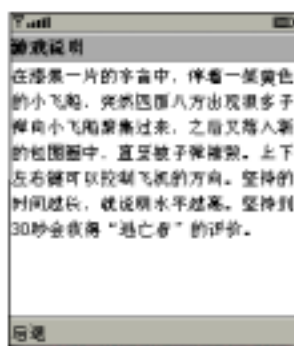 游戏说明
在漆黑一片的宇宙中，伴着一艘黄色
的小飞船，突然四面八方出现很多子
弹向小飞船聚集过来，之后又落入新
的包围圈中，直至被子弹摧毁。上下
左右键可以控制飞机的方向。坚持的
时间越长，就说明水平越高。坚持到
30秒会获得“逃亡者”的评价。
后退